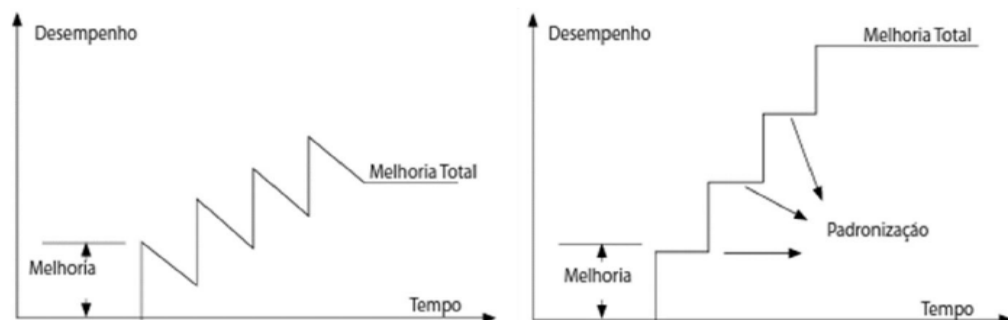 Desempenho
Melhoria Total
Melhoria
Tempo
Desempenho
Melhoria Total
Padronização
Melhoria
Tempo